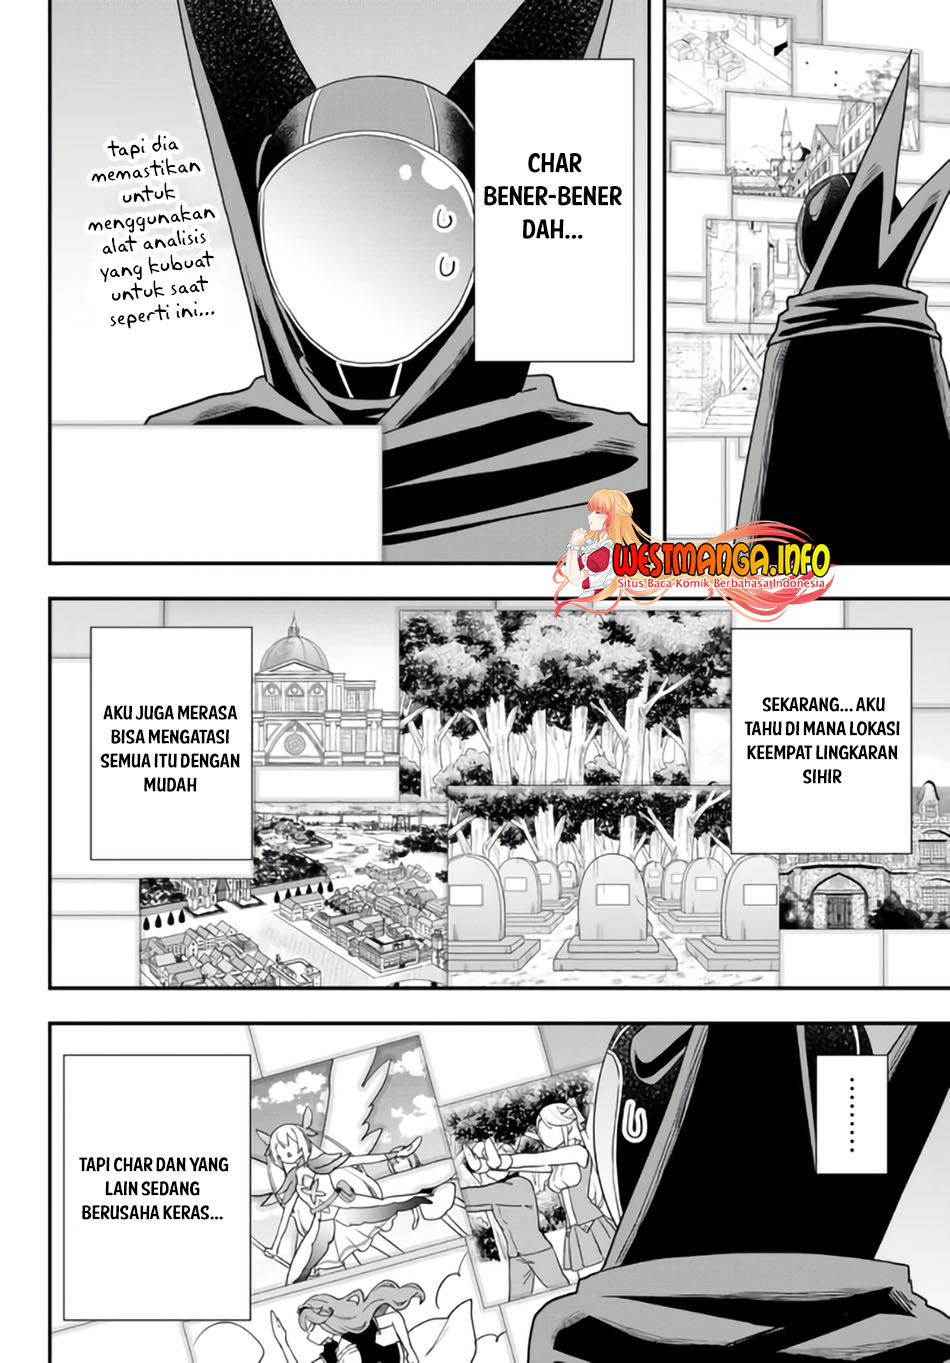 CHAR
BENER-BENER
DAH...
tapi dia
memastikan
untuk
menggunakan
alat analisis
yang kubuat
untuk saat
seperti ini...
WESTMANGA.INFO
Situs Baca Komik Berbahasa Indonesia
SEKARANG... AKU
TAHU DI MANA LOKASI
KEEMPAT LINGKARAN
SIHIR
AKU JUGA MERASA
BISA MENGATASI
SEMUA ITU DENGAN
MUDAH
.........
TAPI CHAR DAN YANG
LAIN SEDANG
BERUSAHA KERAS...